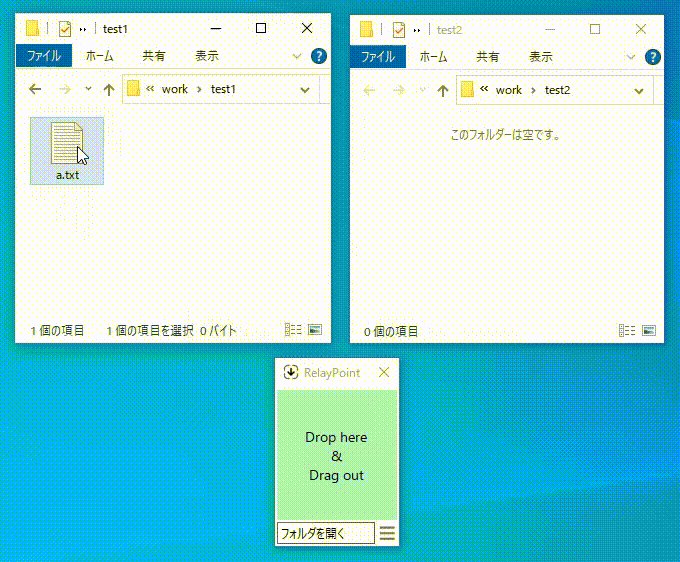 test1
ファイル ホーム 共有 表示
« work › test1
a.txt
1 個の項目 1 個の項目を選択 0 バイト
test2
ファイル ホーム 共有 表示
« work › test2
このフォルダーは空です。
0 個の項目
RelayPoint
Drop here
&
Drag out
フォルダを開く